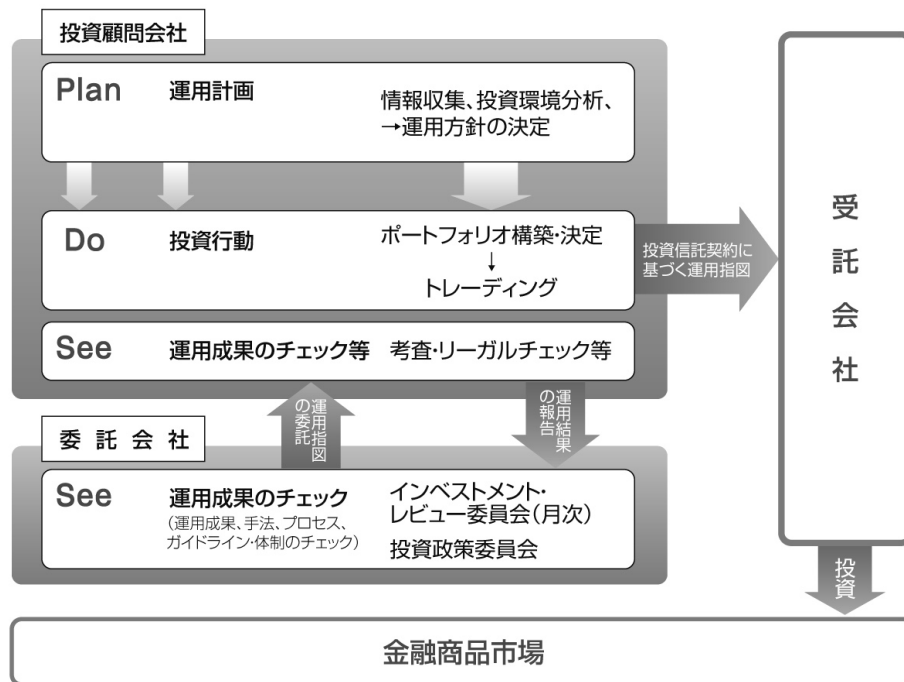 投資顧問会社
Plan 運用計画
情報収集、投資環境分析、
→運用方針の決定
Do 投資行動
ポートフォリオ構築・決定
↓
トレーディング
投資信託契約に
基づく運用指図
See 運用成果のチェック等 考査・リーガルチェック等
運用指図
の委託
運用結果
の報告
委託会社
See 運用成果のチェック
(運用成果、手法、プロセス、
ガイドライン・体制のチェック)
インベストメント・
レビュー委員会(月次)
投資政策委員会
受託会社
投資
金融商品市場